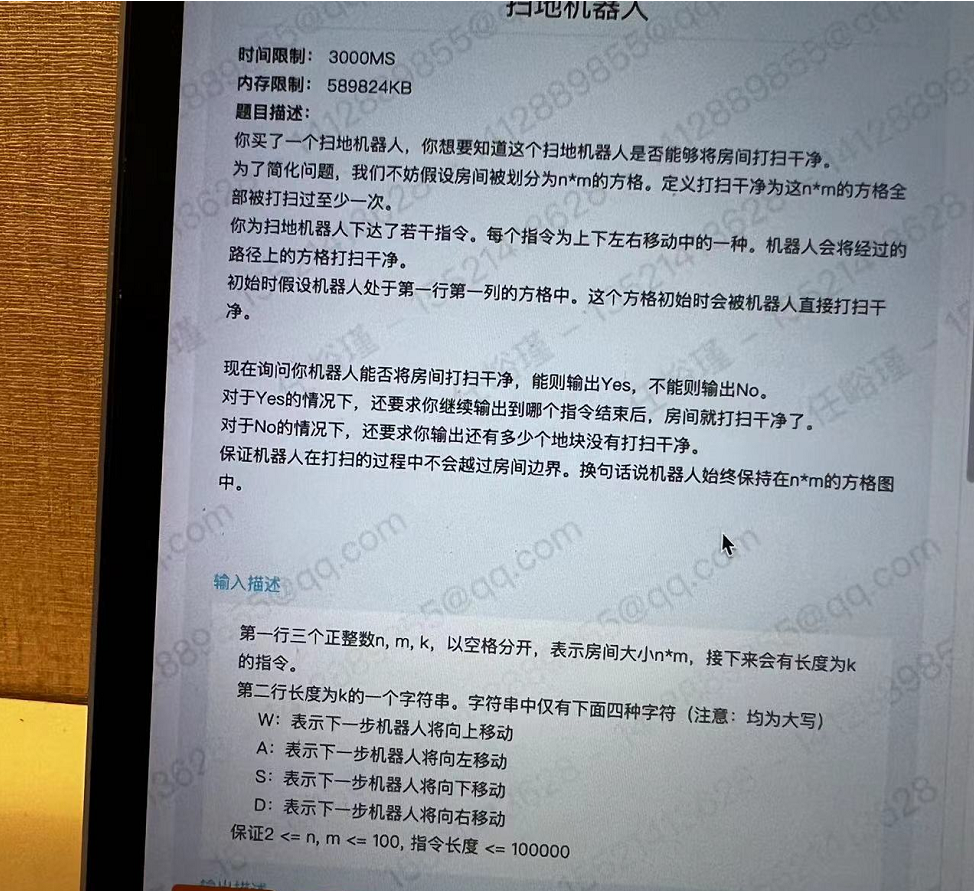 扫地机器人
时间限制： 3000MS
内存限制： 589824KB
题目描述：
你买了一个扫地机器人，你想要知道这个扫地机器人是否能够将房间打扫干净。
为了简化问题，我们不妨假设房间被划分为n*m的方格。定义打扫干净为这n*m的方格全
部被打扫过至少一次。
你为扫地机器人下达了若干指令。每个指令为上下左右移动中的一种。机器人会将经过的
路径上的方格打扫干净。
初始时假设机器人处于第一行第一列的方格中。这个方格初始时会被机器人直接打扫干
净。
现在询问你机器人能否将房间打扫干净，能则输出Yes，不能则输出No。
对于Yes的情况下，还要求你继续输出到哪个指令结束后，房间就打扫干净了。
对于No的情况下，还要求你输出还有多少个地块没有打扫干净。
保证机器人在打扫的过程中不会越过房间边界。换句话说机器人始终保持在n*m的方格图
中。
输入描述
第一行三个正整数n, m, k，以空格分开，表示房间大小n*m，接下来会有长度为k
的指令。
第二行长度为k的一个字符串。字符串中仅有下面四种字符（注意：均为大写）
W：表示下一步机器人将向上移动
A：表示下一步机器人将向左移动
S：表示下一步机器人将向下移动
D：表示下一步机器人将向右移动
保证2 <= n, m <= 100, 指令长度 <= 100000
输出描述